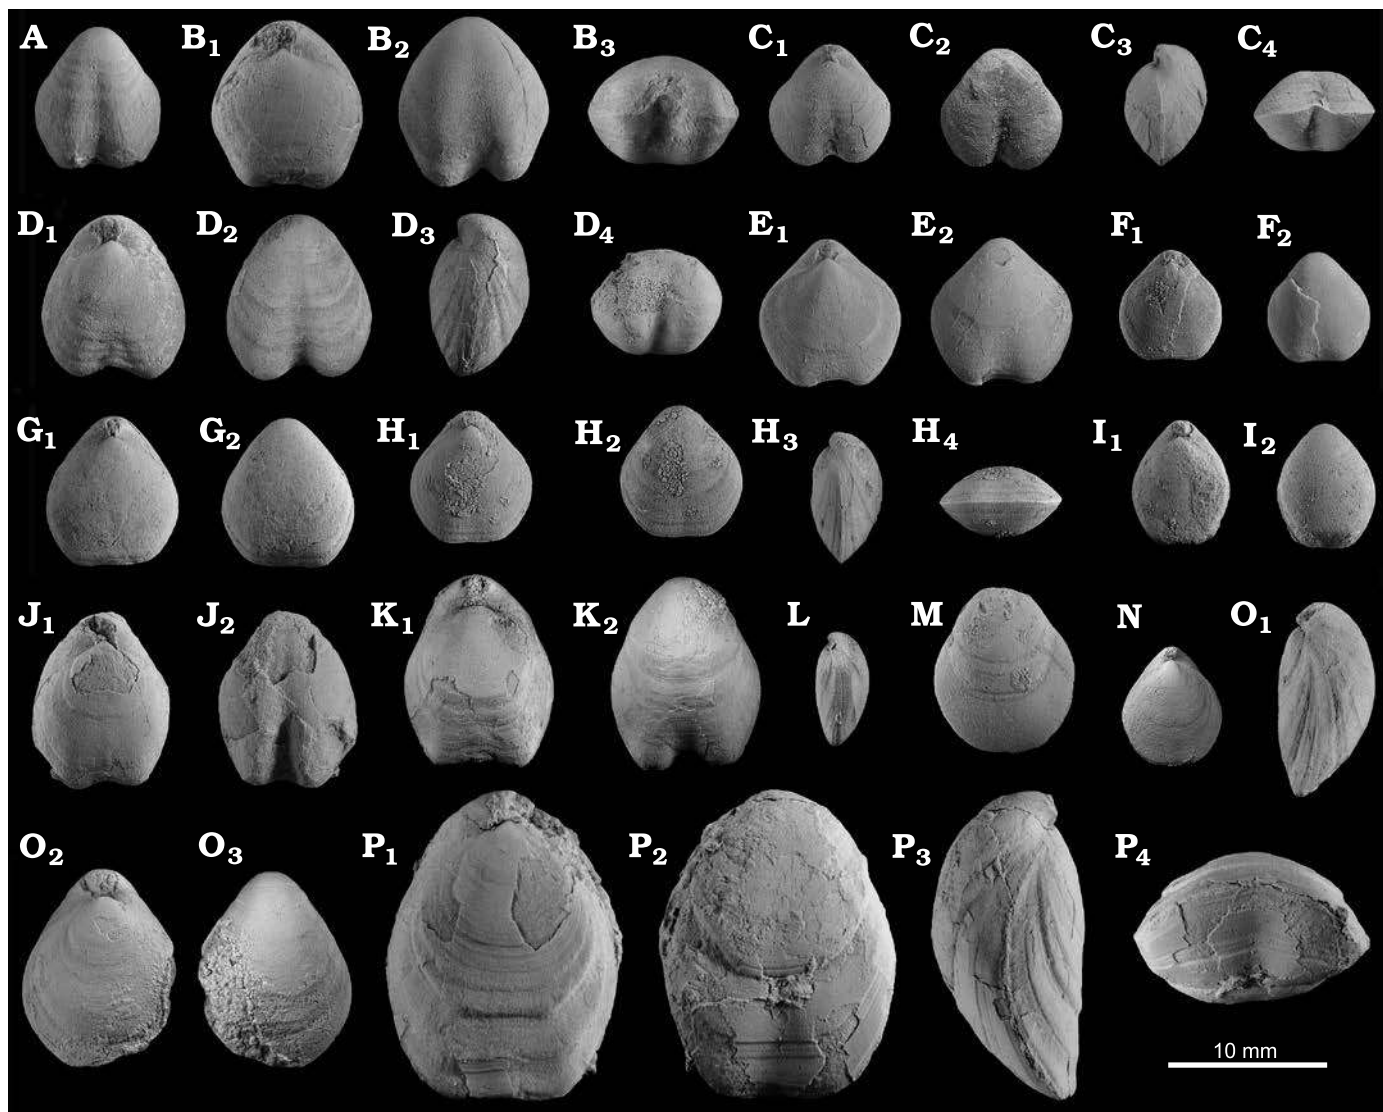 A B1 B2 B3 C1 C2 C3 C4
D1 D2 D3 D4 E1 E2 F1 F2
G1 G2 H1 H2 H3 H4 I1 I2
J1 J2 K1 K2 L M N O1
O2 O3 P1 P2 P3 P4
10 mm